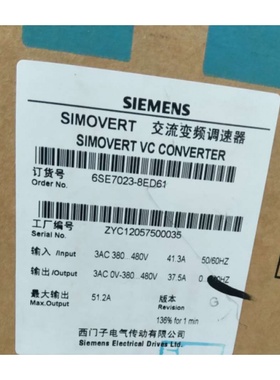 SIEMENS
SIMOVERT 交流变频调速器
SIMOVERT VC CONVERTER
订货号
Order No.
6SE7023-8ED61
工厂编号
ZYC12057500035
输入 /Input 3AC 380...480V 41.3A 50/60HZ
输出 /Output 3AC 0V-380...480V 37.5A
最大输出
Max.Output
51.2A
版本
Revision
G
136% for 1 min
西门子电气传动有限公司
Siemens Electrical Drives Ltd.